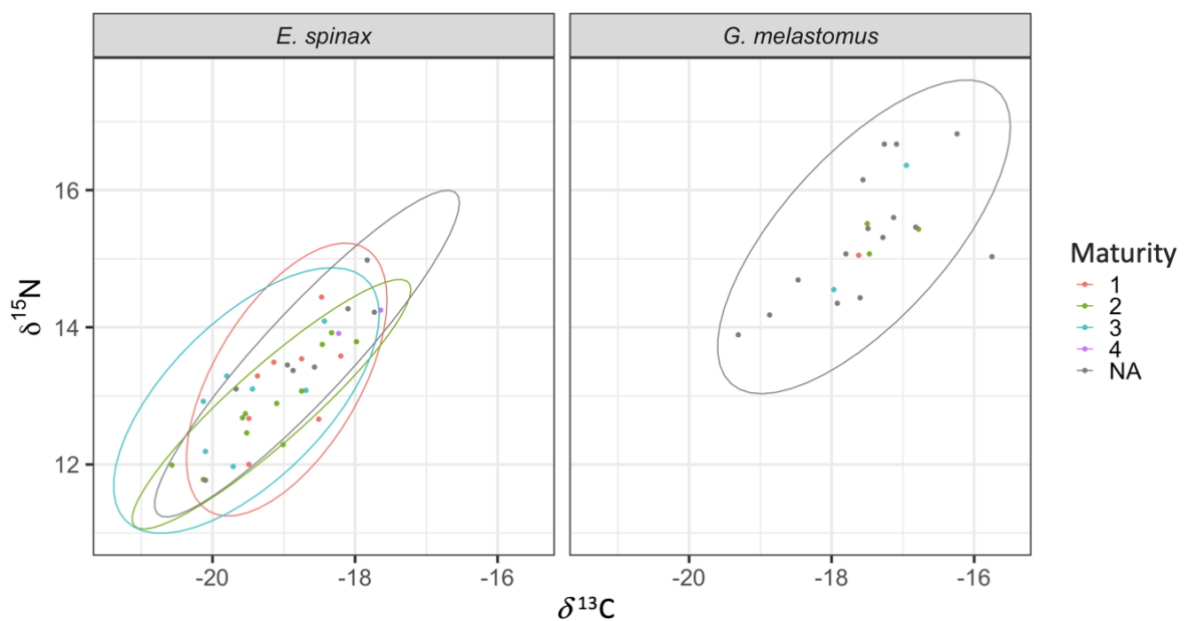 E. spinax
G. melastomus
16
14
12
δ15N
-20
-18
-16
-20
-18
-16
δ13C
Maturity
1
2
3
4
NA